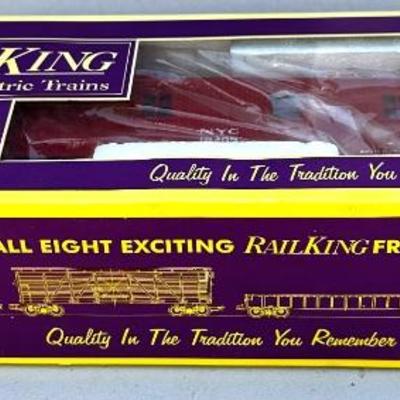 KING
tric Trains
NYC
Quality In The Tradition You
ALL EIGHT EXCITING RAILKING FR
Quality In The Tradition You Remember